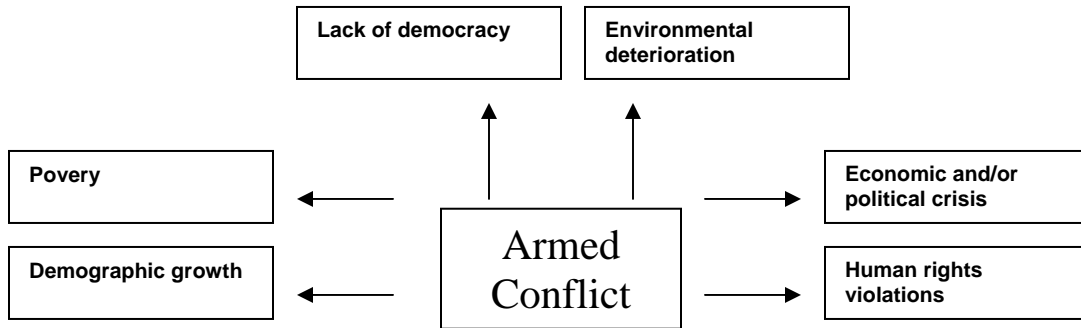 Lack of democracy
Environmental
deterioration
Povery
Economic and/or
political crisis
Demographic growth
Armed
Conflict
Human rights
violations